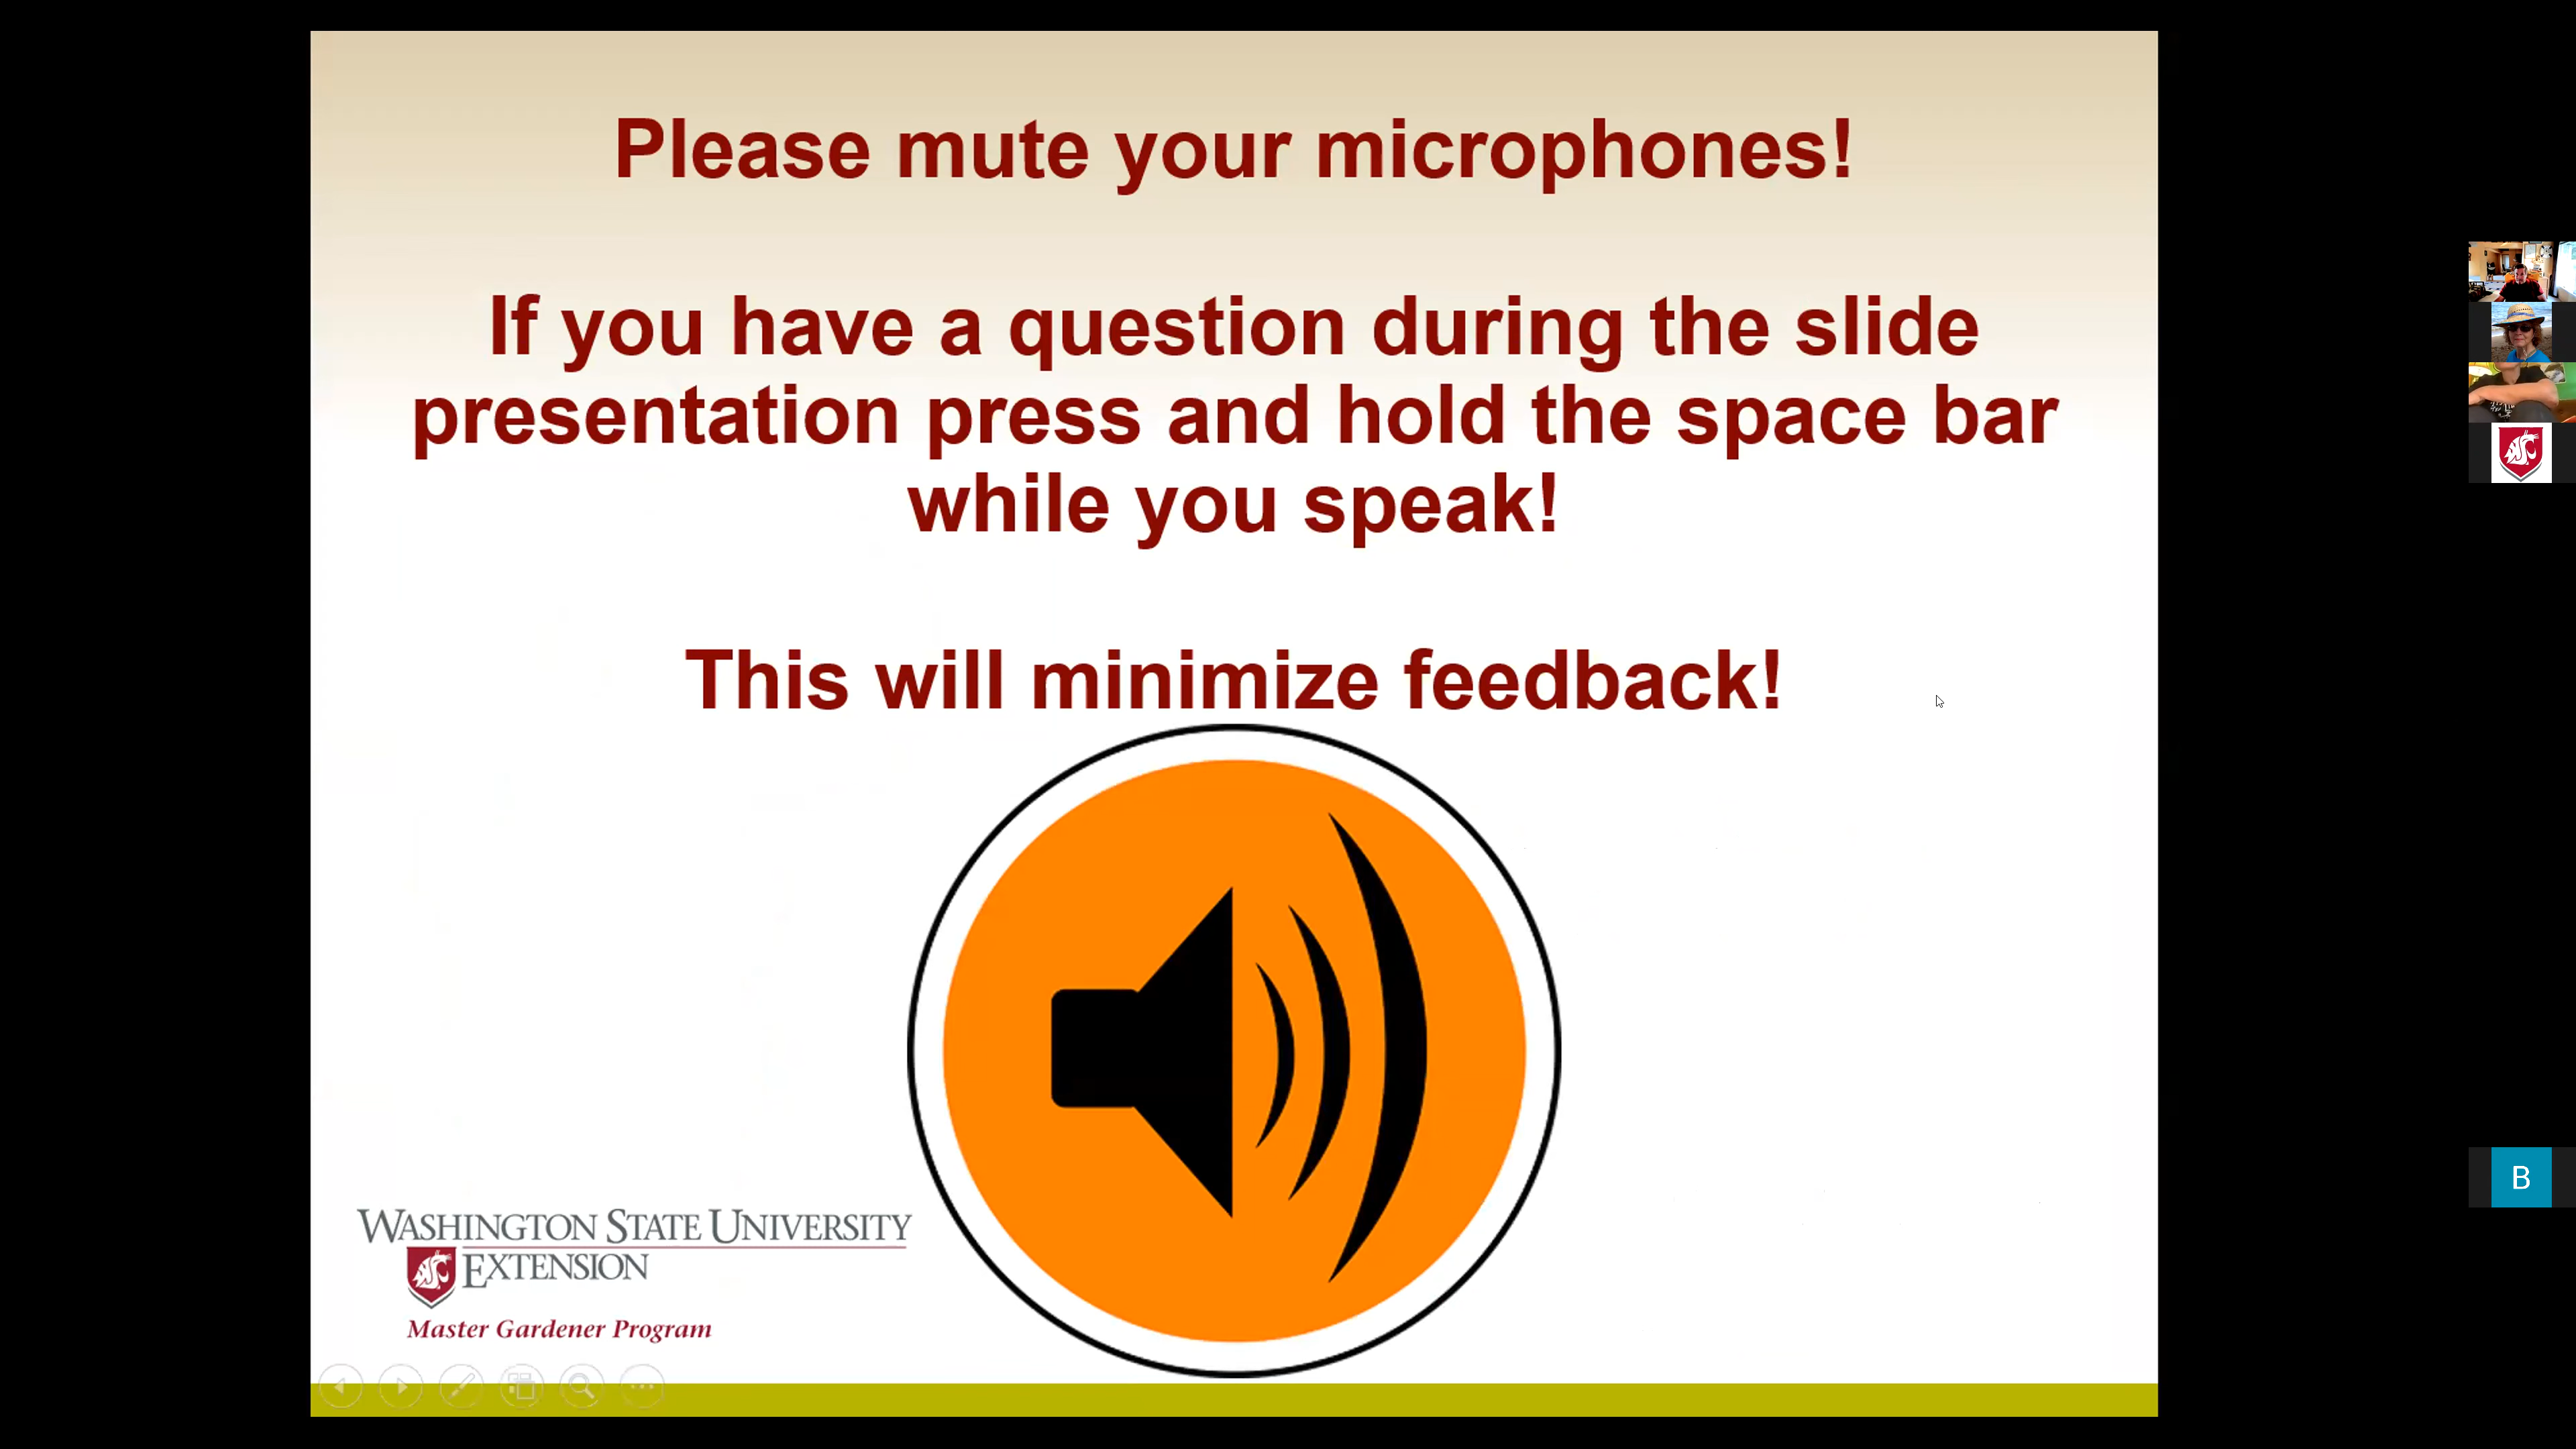 Please mute your microphones!
If you have a question during the slide
presentation press and hold the space bar
while you speak!
This will minimize feedback!
WASHINGTON STATE UNIVERSITY
EXTENSION
Master Gardener Program
B